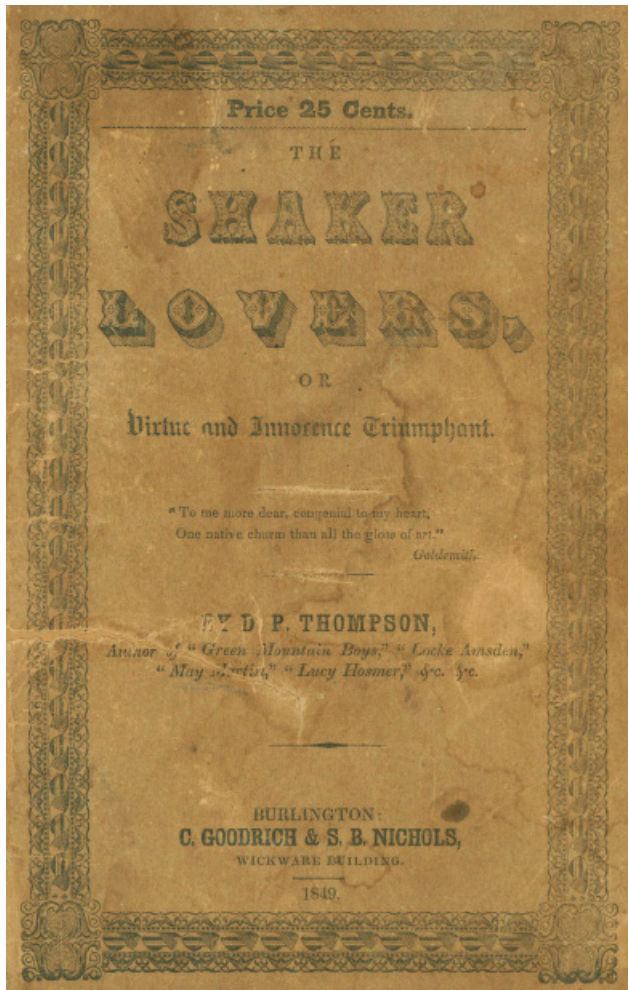 Price 25 Cents.
THE
SHAKER
LOVERS,
OR
Virtue and Innocence Triumphant.
"To me more dear, congenial to my heart,
One native charm than all the gloss of art."
Goldsmith.
BY D. P. THOMPSON,
Author of "Green Mountain Boys," "Locke Amsden,"
"May Martin," "Lucy Hosmer," &c. &c.
BURLINGTON:
C. GOODRICH & S. B. NICHOLS,
WICKWARE BUILDING.
1849.